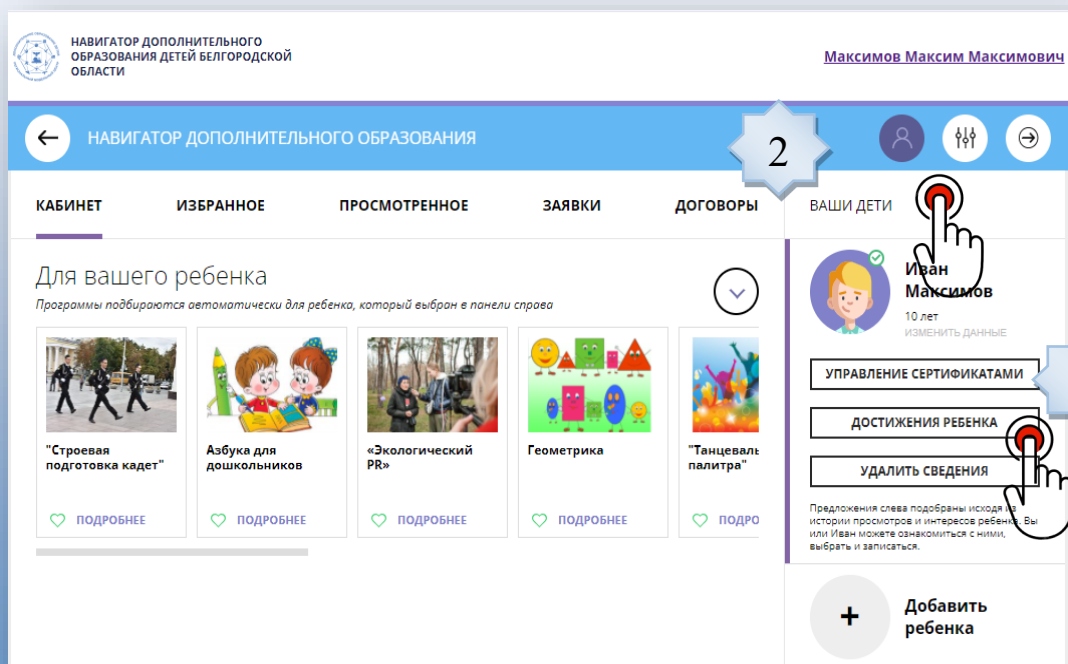 НАВИГАТОР ДОПОЛНИТЕЛЬНОГО
ОБРАЗОВАНИЯ ДЕТЕЙ БЕЛГОРОДСКОЙ
ОБЛАСТИ
Максимов Максим Максимович
НАВИГАТОР ДОПОЛНИТЕЛЬНОГО ОБРАЗОВАНИЯ
2
КАБИНЕТ ИЗБРАННОЕ ПРОСМОТРЕННОЕ ЗАЯВКИ ДОГОВОРЫ
Для вашего ребенка
Программы подбираются автоматически для ребенка, который выбран в панели справа
"Строевая
подготовка кадет"
ПОДРОБНЕЕ
Азбука для
дошкольников
ПОДРОБНЕЕ
«Экологический
PR»
ПОДРОБНЕЕ
Геометрика
ПОДРОБНЕЕ
"Танцеваль
палитра"
ПОДРО
ВАШИ ДЕТИ
Иван
Максимов
10 лет
ИЗМЕНИТЬ ДАННЫЕ
УПРАВЛЕНИЕ СЕРТИФИКАТАМИ
ДОСТИЖЕНИЯ РЕБЕНКА
УДАЛИТЬ СВЕДЕНИЯ
Предложения слева подобраны исходя из
истории просмотров и интересов ребенка. Вы
или Иван можете ознакомиться с ними,
выбрать и записаться.
+
Добавить
ребенка